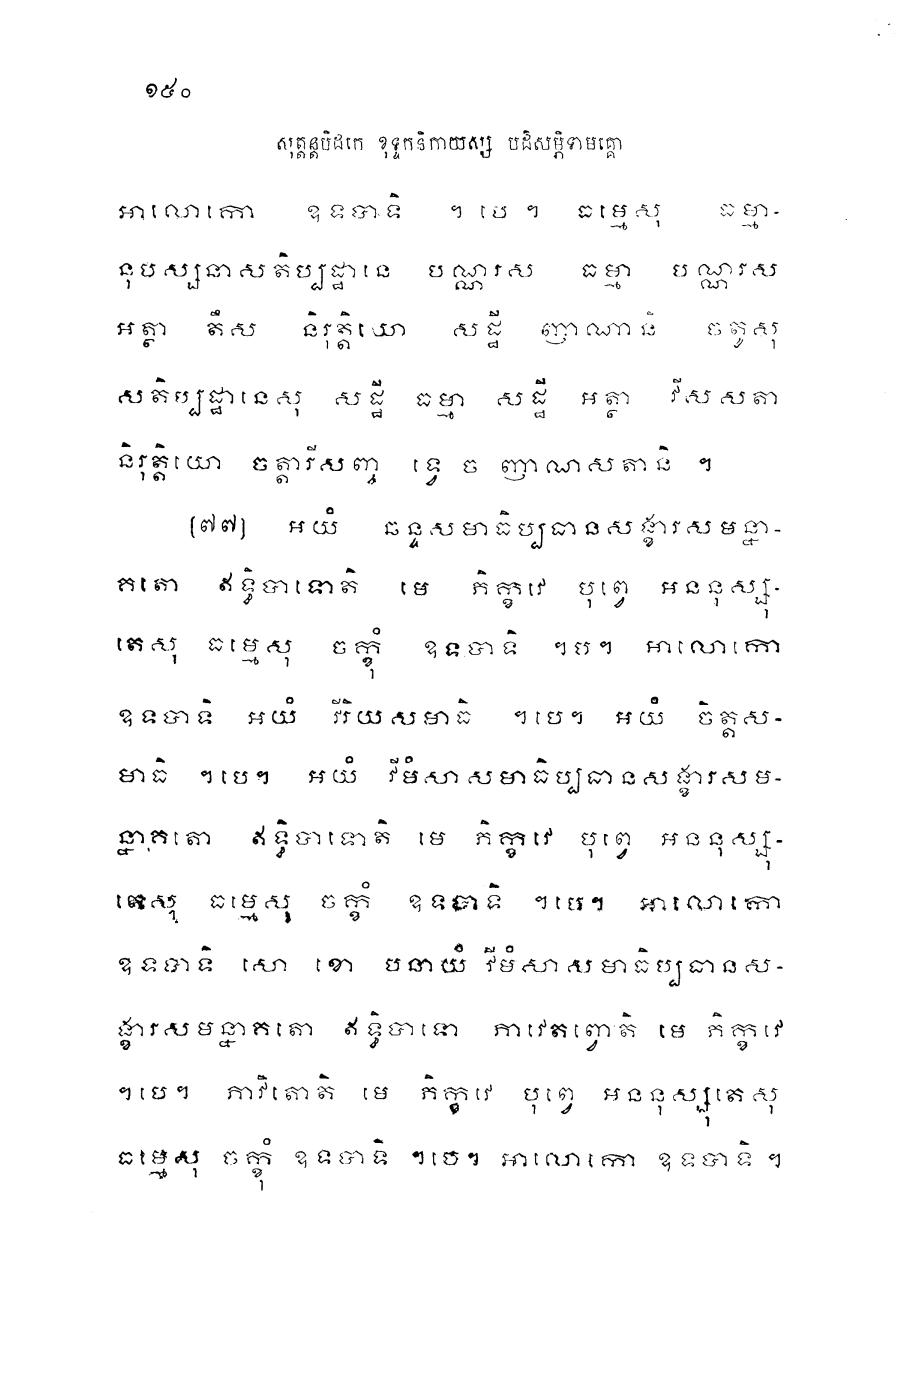 ១៥០
សុត្តន្តបិដកេ ខុទ្ទកនិកាយស្ស បដិសម្ភិទាមគ្គោ
អាលោកោ ឧទបាទិ ។ បេ ។ ធម្មេសុ ធម្មា-
នុបស្សនាសតិប្បដ្ឋានេ បណ្ណរស ធម្មា បណ្ណរស
អត្ថា តឹស និរុត្តិយោ សដ្ឋី ញាណានិ ចតូសុ
សតិប្បដ្ឋានេសុ សដ្ឋី ធម្មា សដ្ឋី អត្ថា វីសសតា
និរុត្តិយោ ចត្តារីសញ្ច ទ្វេ ច ញាណសតានិ ។
(៧៧) អយំ ឆន្ទសមាធិប្បធានសង្ខារសមន្នា-
គតោ ឥទ្ធិបាទោតិ មេ ភិក្ខវេ បុព្វេ អននុស្សុ-
តេសុ ធម្មេសុ ចក្ខុំ ឧទបាទិ ។បេ។ អាលោកោ
ឧទបាទិ អយំ វីរិយសមាធិ ។បេ។ អយំ ចិត្តស-
មាធិ ។បេ។ អយំ វីមំសាសមាធិប្បធានសង្ខារសម-
ន្នាគតោ ឥទ្ធិបាទោតិ មេ ភិក្ខវេ បុព្វេ អននុស្សុ-
តេសុ ធម្មេសុ ចក្ខំ ឧទបាទិ ។បេ។ អាលោកោ
ឧទបាទិ សោ ខោ បនាយំ វីមំសាសមាធិប្បធានស-
ង្ខារសមន្នាគតោ ឥទ្ធិបាទោ ភាវេតព្វោតិ មេ ភិក្ខវេ
។បេ។ ភាវិតោតិ មេ ភិក្ខវេ បុព្វេ អននុស្សុតេសុ
ធម្មេសុ ចក្ខុំ ឧទបាទិ ។បេ។ អាលោកោ ឧទបាទិ ។